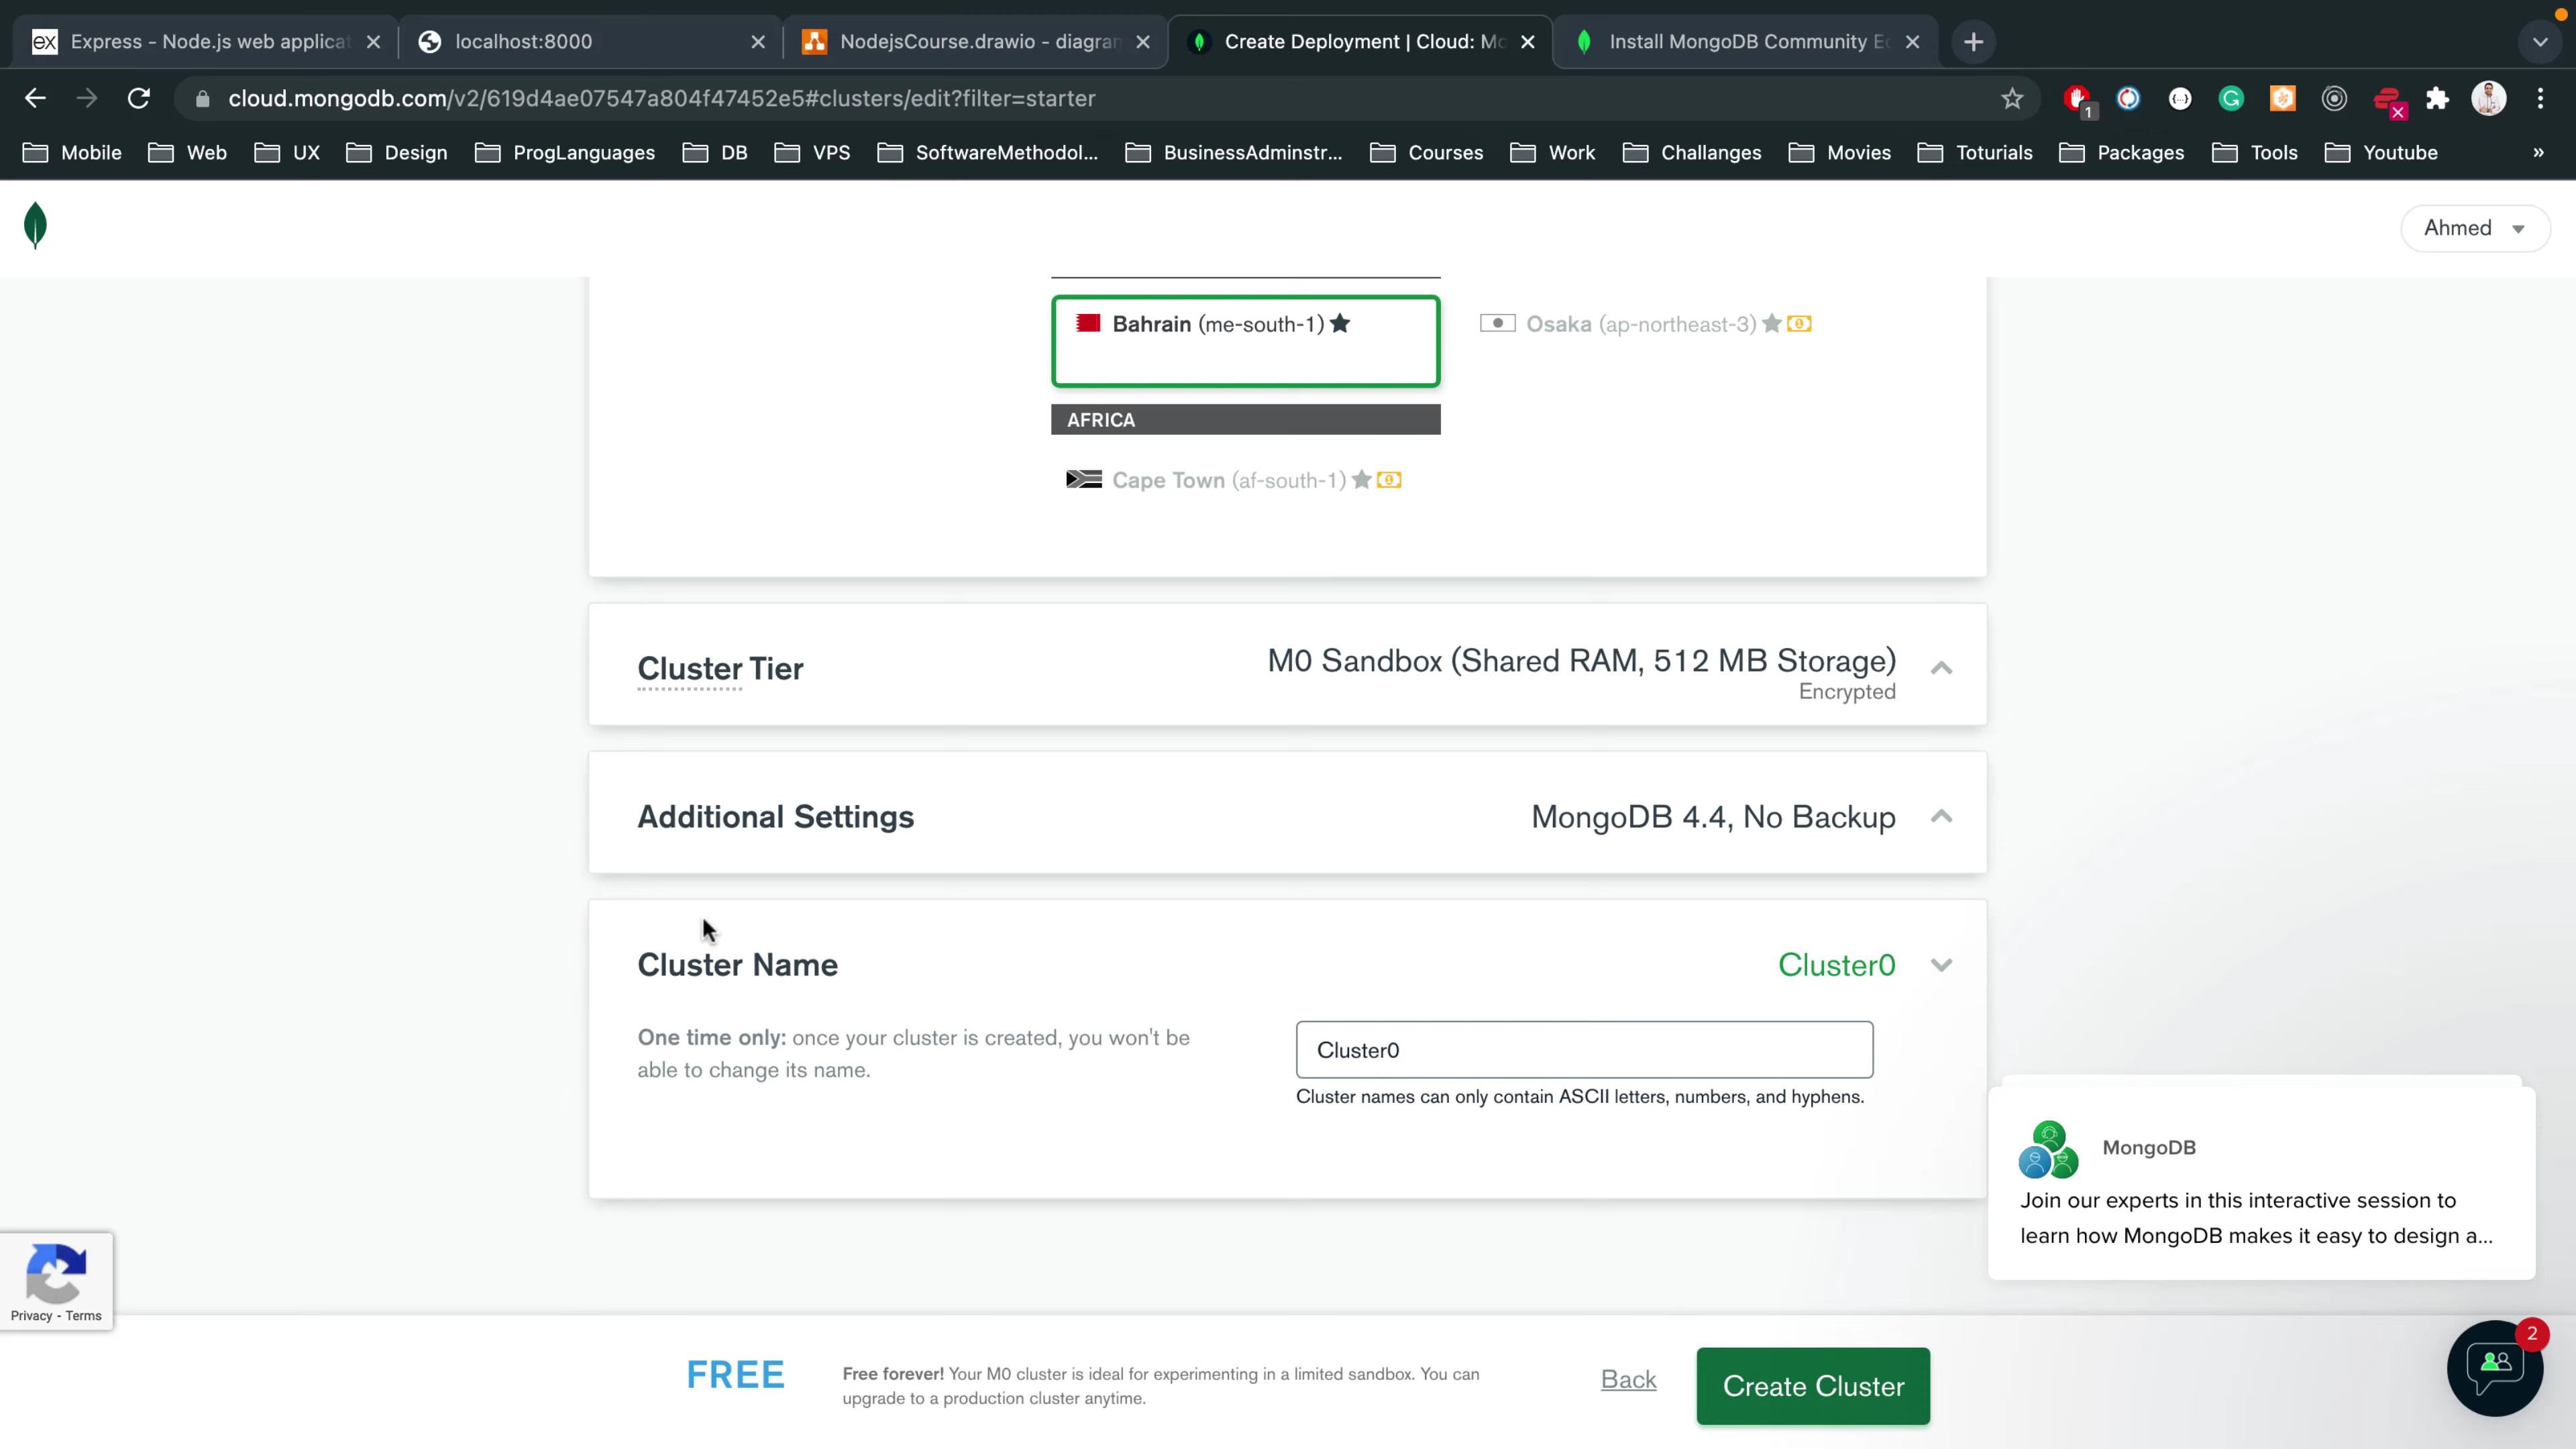 Express - Node.js web applicat
localhost:8000
NodejsCourse.drawio - diagram
Create Deployment | Cloud: Mo
Install MongoDB Community Ed
cloud.mongodb.com/v2/619d4ae07547a804f47452e5#clusters/edit?filter=starter
1
Mobile
Web
UX
Design
ProgLanguages
DB
VPS
SoftwareMethodol...
BusinessAdminstr...
Courses
Work
Challanges
Movies
Toturials
Packages
Tools
Youtube
»
Ahmed
Bahrain (me-south-1)
Osaka (ap-northeast-3)
AFRICA
Cape Town (af-south-1)
Cluster Tier
M0 Sandbox (Shared RAM, 512 MB Storage)
Encrypted
Additional Settings
MongoDB 4.4, No Backup
Cluster Name
Cluster0
One time only: once your cluster is created, you won't be
able to change its name.
Cluster0
Cluster names can only contain ASCII letters, numbers, and hyphens.
MongoDB
Join our experts in this interactive session to
learn how MongoDB makes it easy to design a...
Privacy - Terms
FREE
Free forever! Your M0 cluster is ideal for experimenting in a limited sandbox. You can
upgrade to a production cluster anytime.
Back
Create Cluster
2